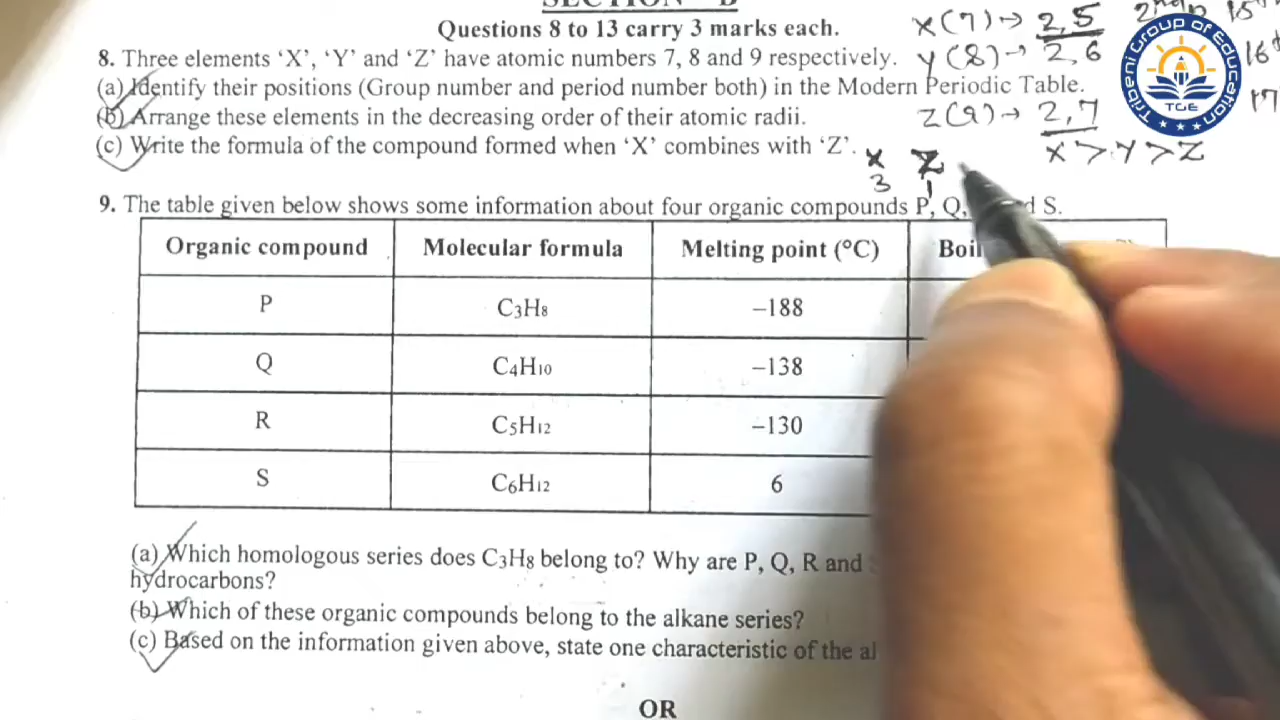 Questions 8 to 13 carry 3 marks each.
x(7) → 2,5
8. Three elements ‘X’, ‘Y’ and ‘Z’ have atomic numbers 7, 8 and 9 respectively.
y(8) → 2,6
(a) Identify their positions (Group number and period number both) in the Modern Periodic Table.
(b) Arrange these elements in the decreasing order of their atomic radii.
z(9) → 2,7
(c) Write the formula of the compound formed when ‘X’ combines with ‘Z’.
x > y > z
x z
3 1
Tribeni Group of Education
TGE
9. The table given below shows some information about four organic compounds P, Q, S.
Organic compound Molecular formula Melting point (°C)
P C3H8 –188
Q C4H10 –138
R C5H12 –130
S C6H12 6
(a) Which homologous series does C3H8 belong to? Why are P, Q, R and
hydrocarbons?
(b) Which of these organic compounds belong to the alkane series?
(c) Based on the information given above, state one characteristic of the
OR